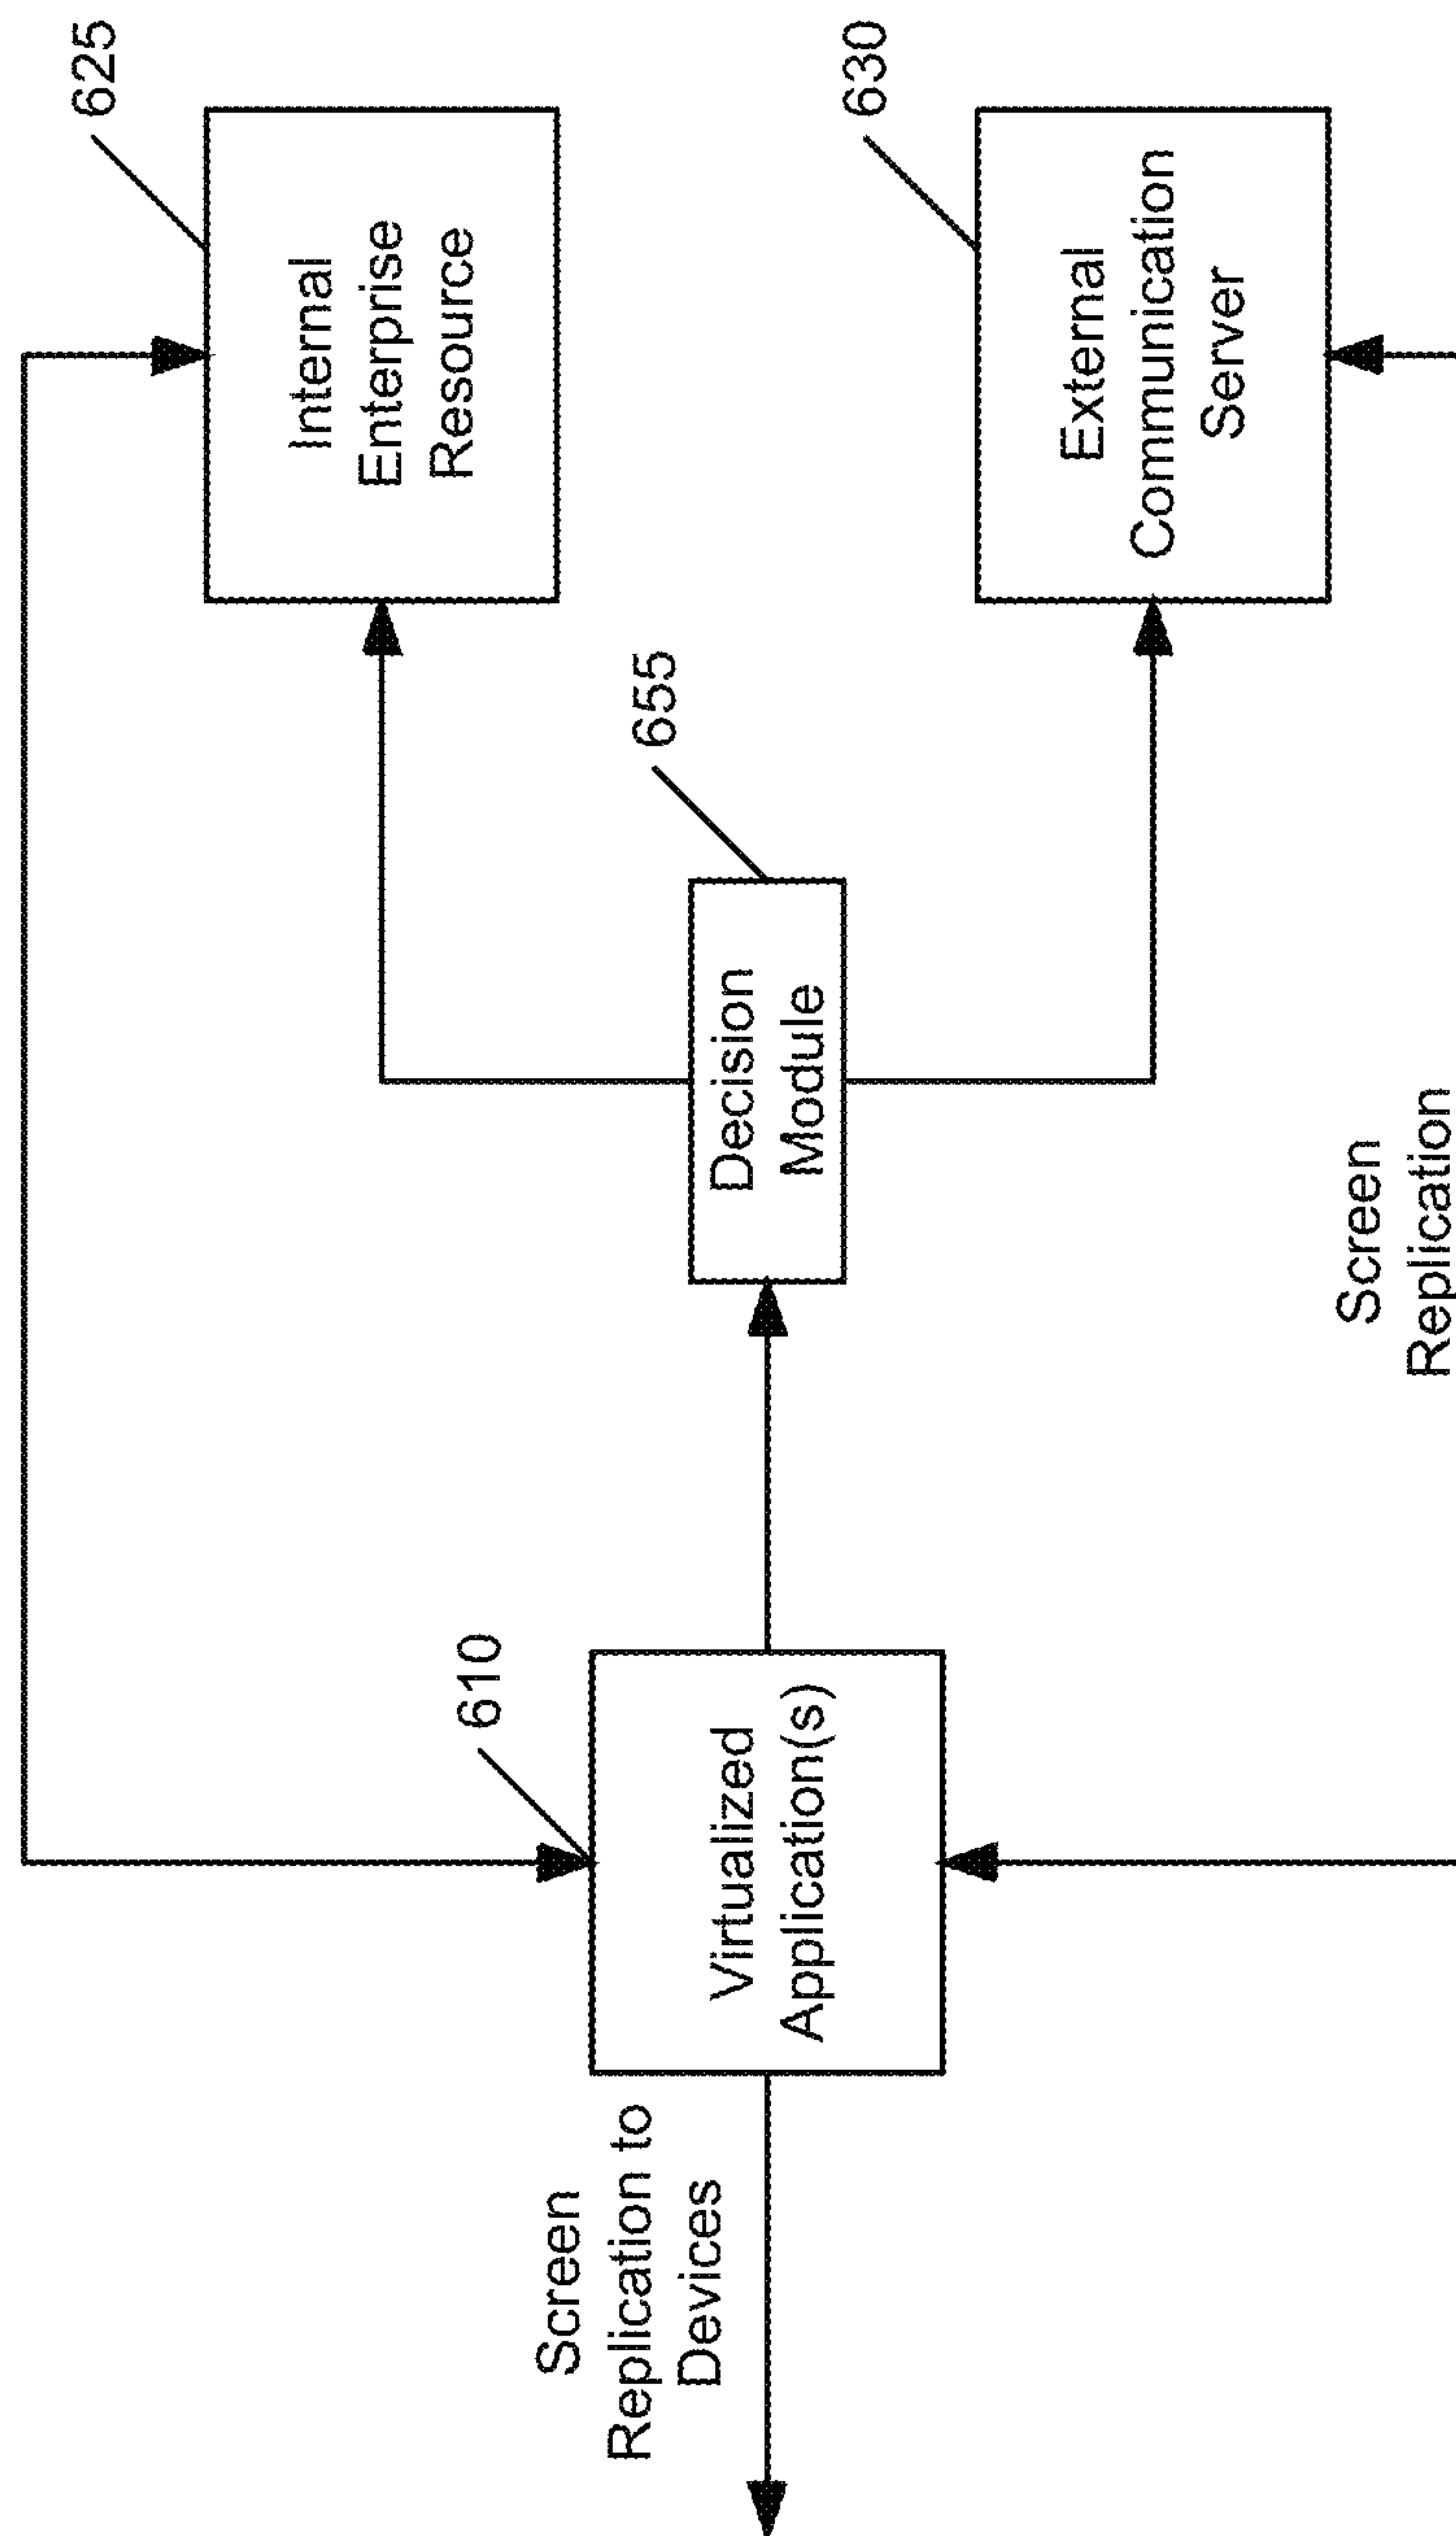 Screen
Replication to
Devices
610
Virtualized
Application(s)
655
Decision
Module
625
Internal
Enterprise
Resource
630
External
Communication
Server
Screen
Replication